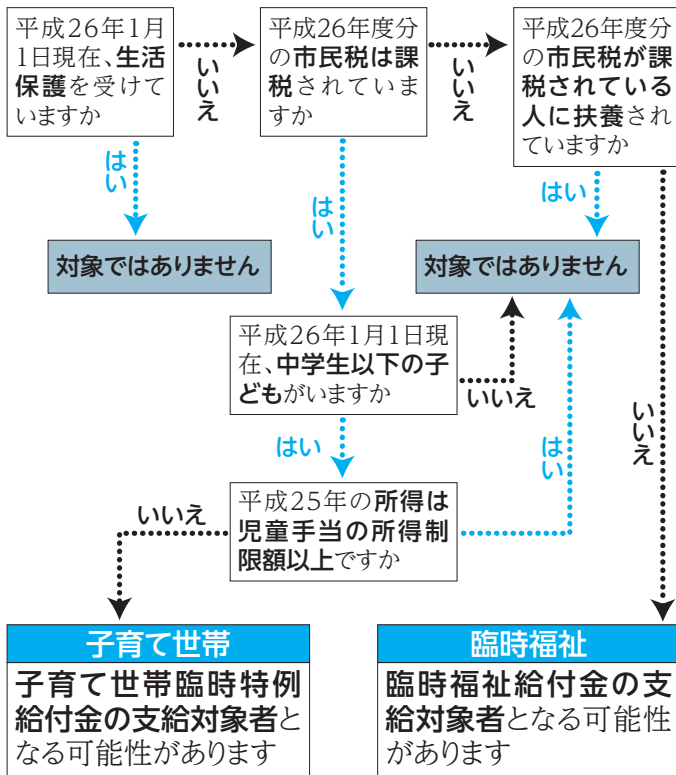 平成26年1月
1日現在、生活
保護を受けて
いますか
いいえ
平成26年度分
の市民税は課
税されていま
すか
いいえ
平成26年度分
の市民税が課
税されている
人に扶養され
ていますか
はい
はい
はい
対象ではありません
対象ではありません
平成26年1月1日現
在、中学生以下の子
どもがいますか
いいえ
はい
はい
いいえ
平成25年の所得は
児童手当の所得制
限額以上ですか
いいえ
子育て世帯
子育て世帯臨時特例
給付金の支給対象者と
なる可能性があります
臨時福祉
臨時福祉給付金の支
給対象者となる可能性
があります